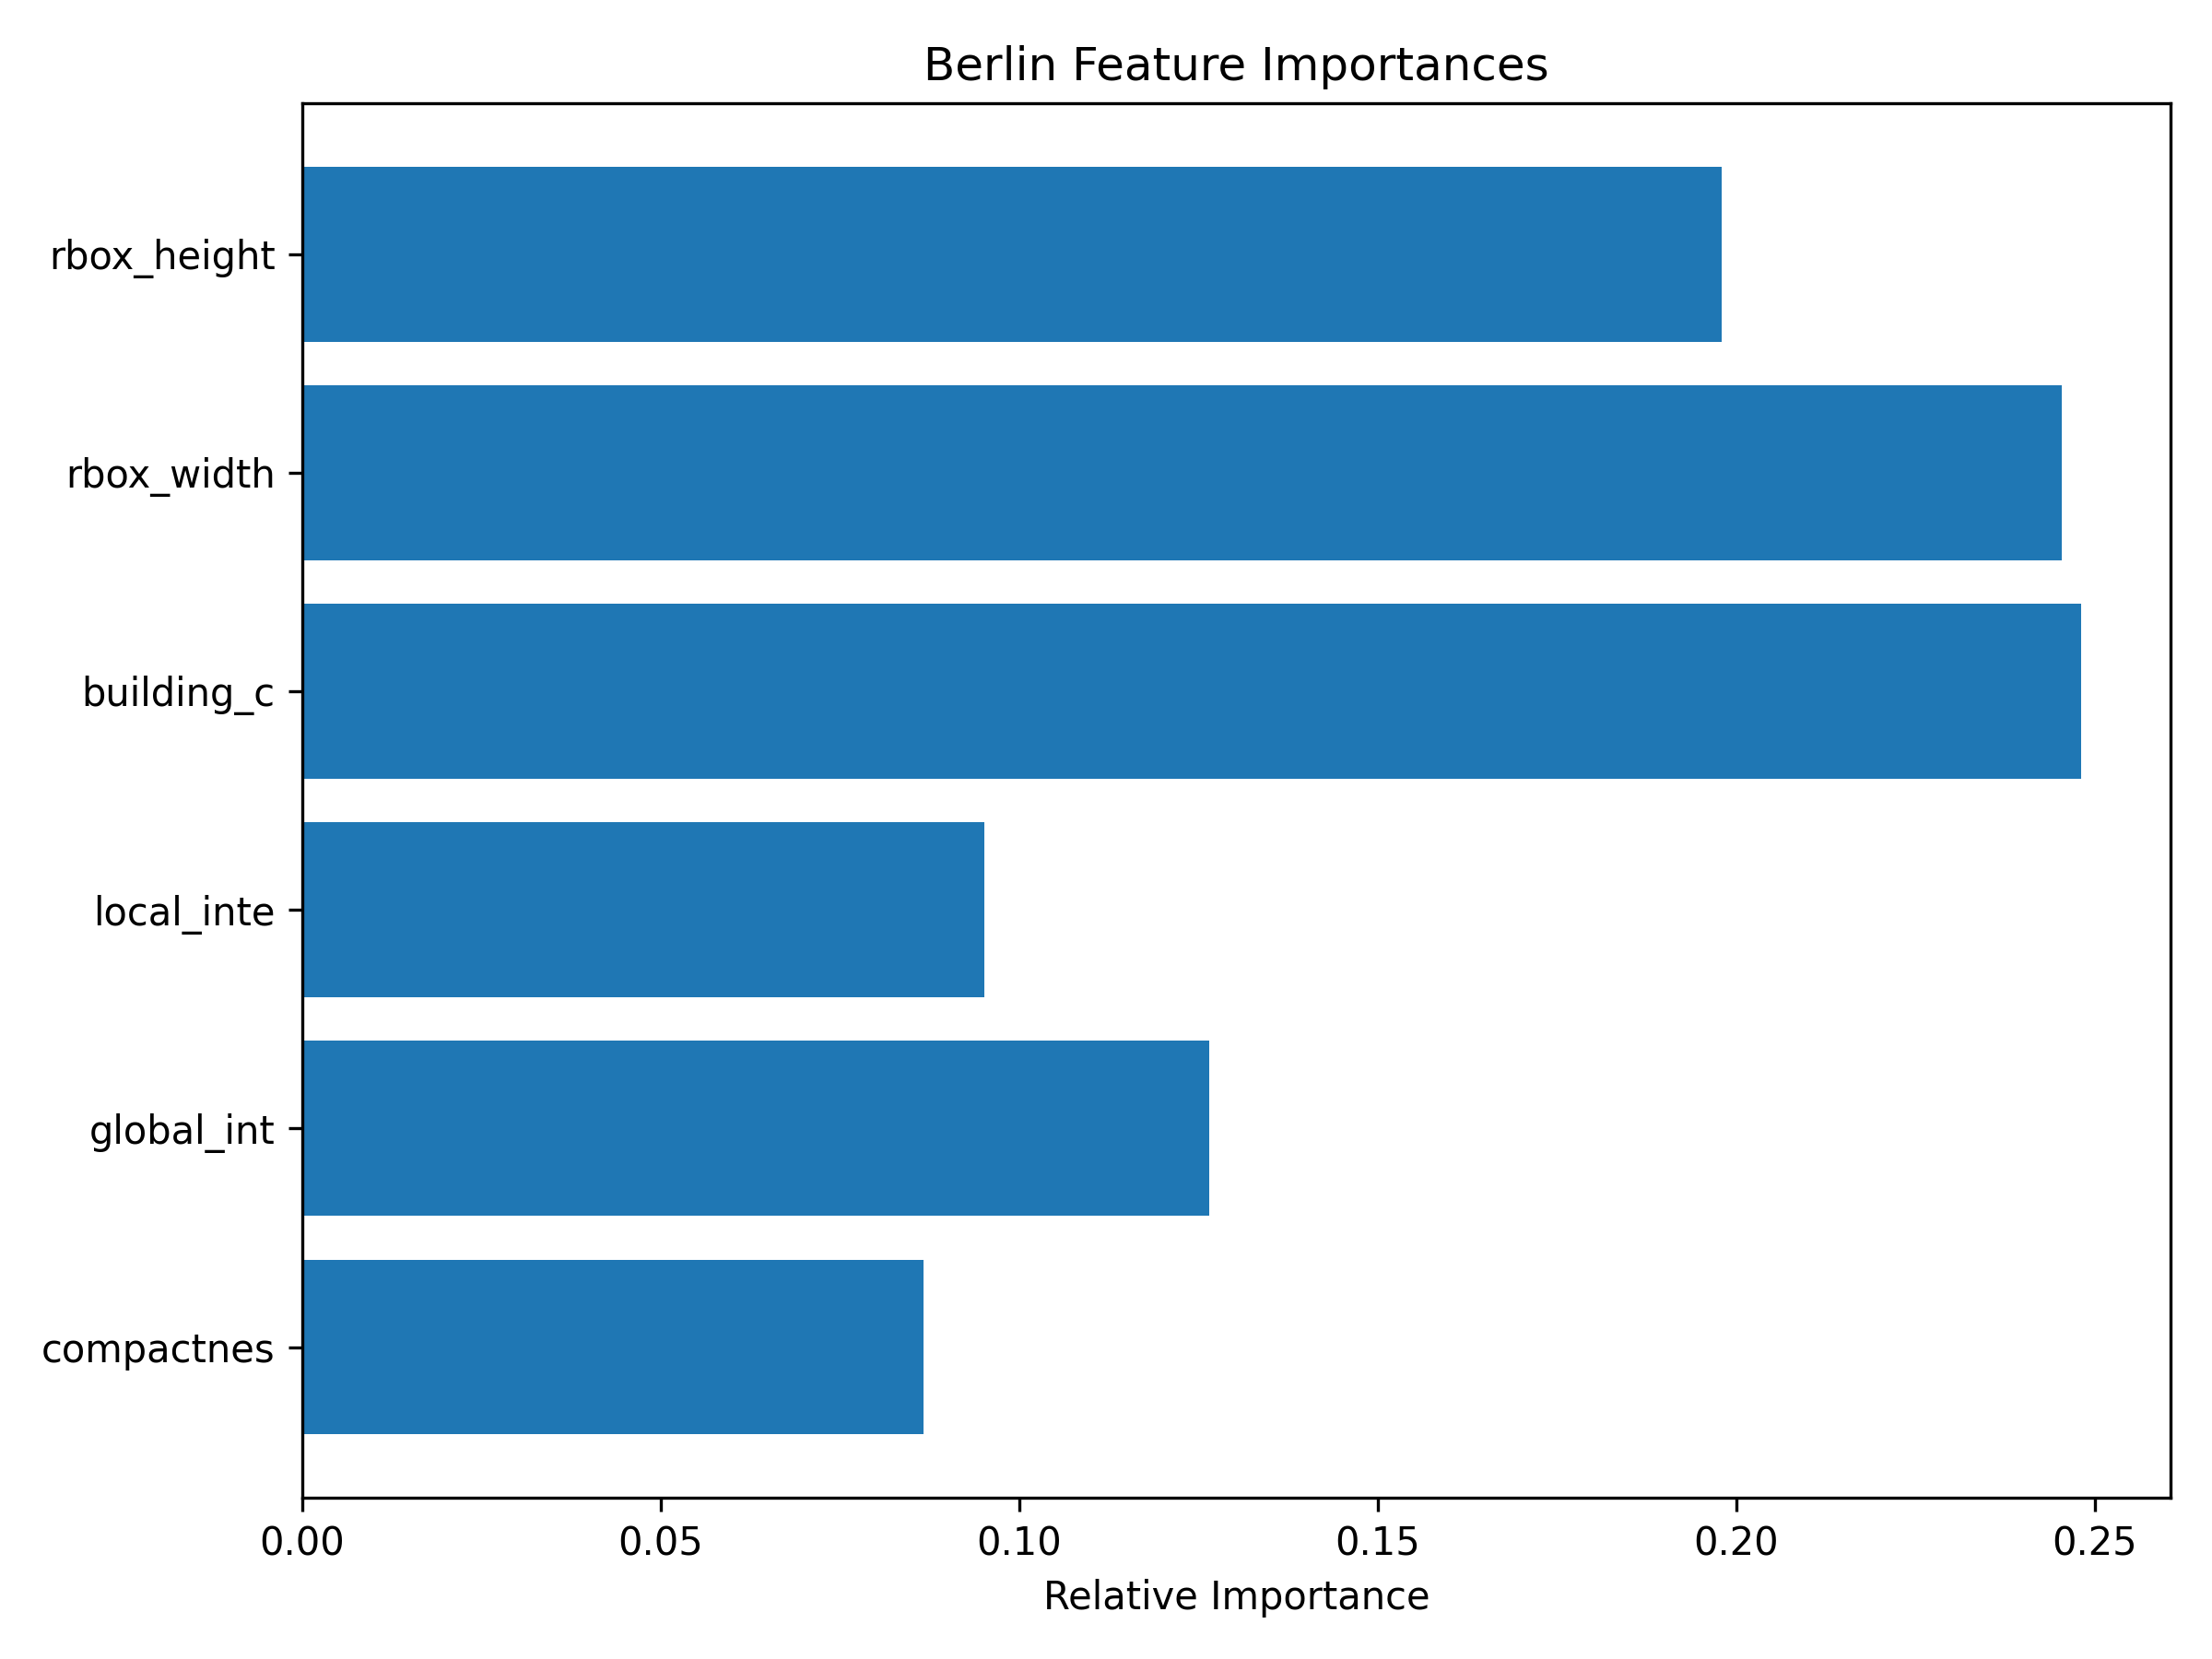 Berlin Feature Importances
rbox_height
rbox_width
building_c
local_inte
global_int
compactnes
0.00 0.05 0.10 0.15 0.20 0.25
Relative Importance